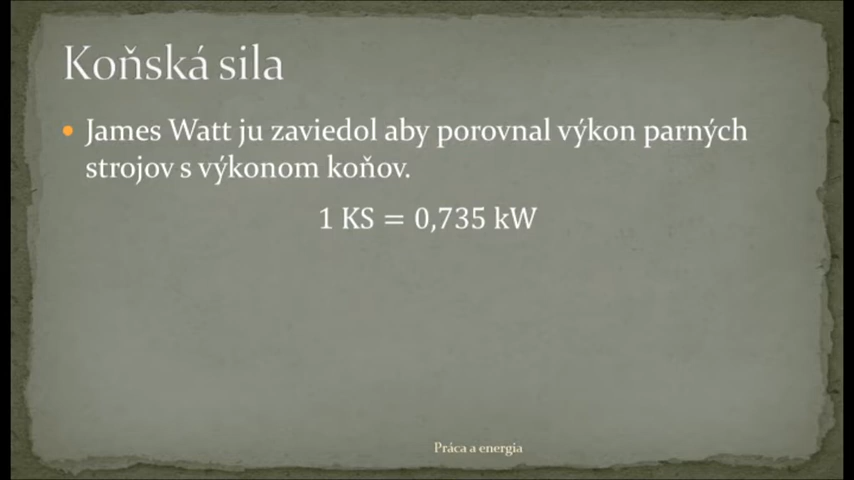 Koňská sila
James Watt ju zaviedol aby porovnal výkon parných
strojov s výkonom koňov.
1 KS = 0,735 kW
Práca a energia